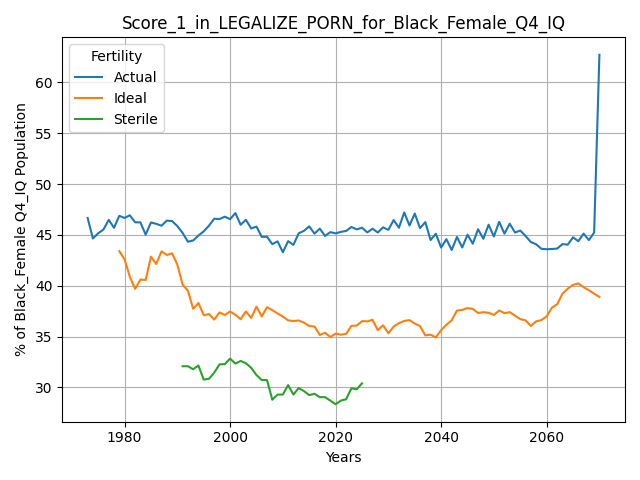 Score_1_in_LEGALIZE_PORN_for_Black_Female_Q4_IQ
Fertility
Actual
Ideal
Sterile
% of Black_Female Q4_IQ Population
60
55
50
45
40
35
30
1980 2000 2020 2040 2060
Years